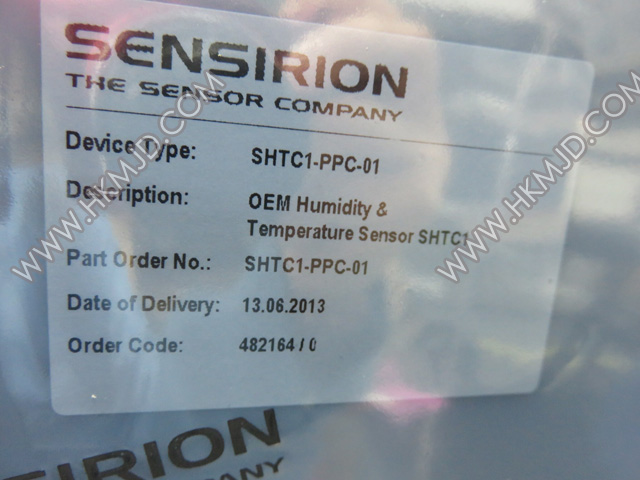 SENSIRION
THE SENSOR COMPANY
Device Type: SHTC1-PPC-01
Description: OEM Humidity &
Temperature Sensor SHTC1
Part Order No.: SHTC1-PPC-01
Date of Delivery: 13.06.2013
Order Code: 482164 / 0
SIRION
COMPANY
WWW.HKMJD.COM
WWW.HKMJD.COM